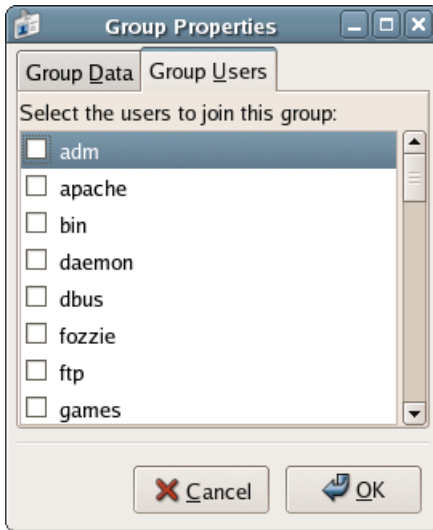 Group Properties
Group Data Group Users
Select the users to join this group:
adm
apache
bin
daemon
dbus
fozzie
ftp
games
Cancel OK